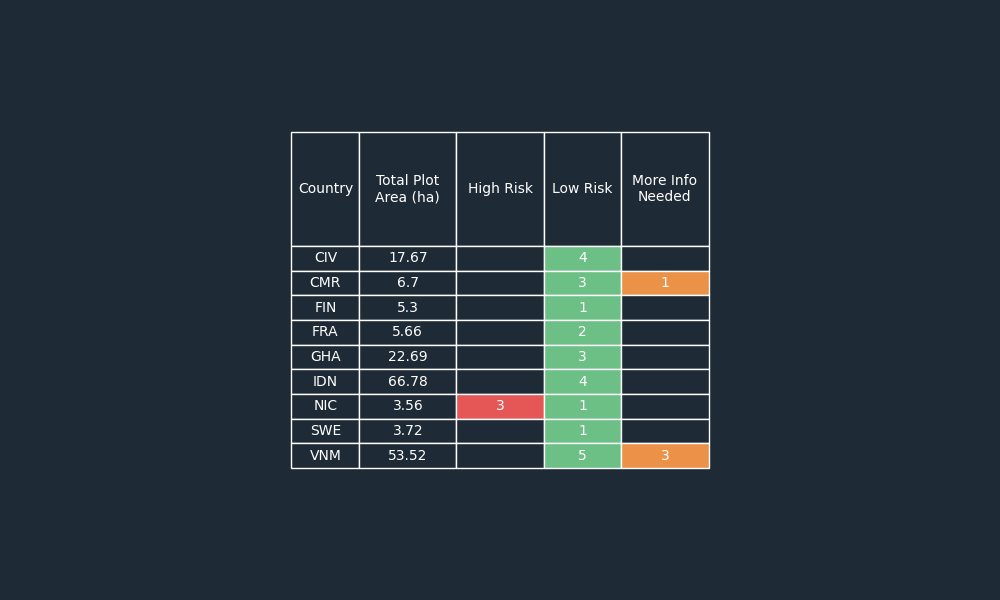 Country Total Plot Area (ha) High Risk Low Risk More Info Needed
CIV 17.67 4
CMR 6.7 3 1
FIN 5.3 1
FRA 5.66 2
GHA 22.69 3
IDN 66.78 4
NIC 3.56 3 1
SWE 3.72 1
VNM 53.52 5 3